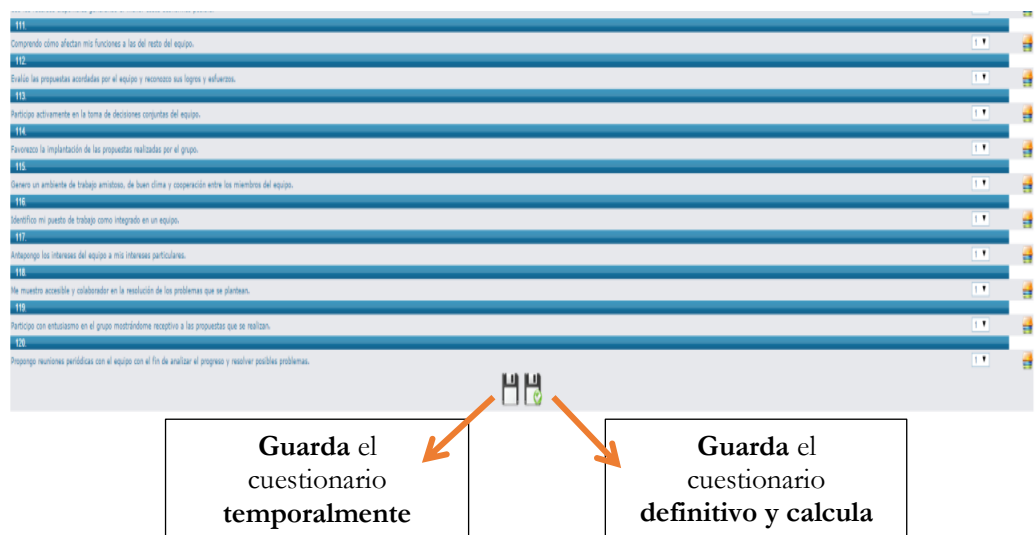 111.
Comprendo cómo afectan mis funciones a las del resto del equipo.
1
112.
Evalúo las propuestas acordadas por el equipo y reconozco sus logros y esfuerzos.
1
113.
Participo activamente en la toma de decisiones conjuntas del equipo.
1
114.
Favorezco la implantación de las propuestas realizadas por el grupo.
1
115.
Genero un ambiente de trabajo amistoso, de buen clima y cooperación entre los miembros del equipo.
1
116.
Identifico mi puesto de trabajo como integrado en un equipo.
1
117.
Antepongo los intereses del equipo a mis intereses particulares.
1
118.
Me muestro accesible y colaborador en la resolución de los problemas que se plantean.
1
119.
Participo con entusiasmo en el grupo mostrándome receptivo a las propuestas que se realizan.
1
120.
Propongo reuniones periódicas con el equipo con el fin de analizar el progreso y resolver posibles problemas.
1
Guarda el
cuestionario
temporalmente
Guarda el
cuestionario
definitivo y calcula